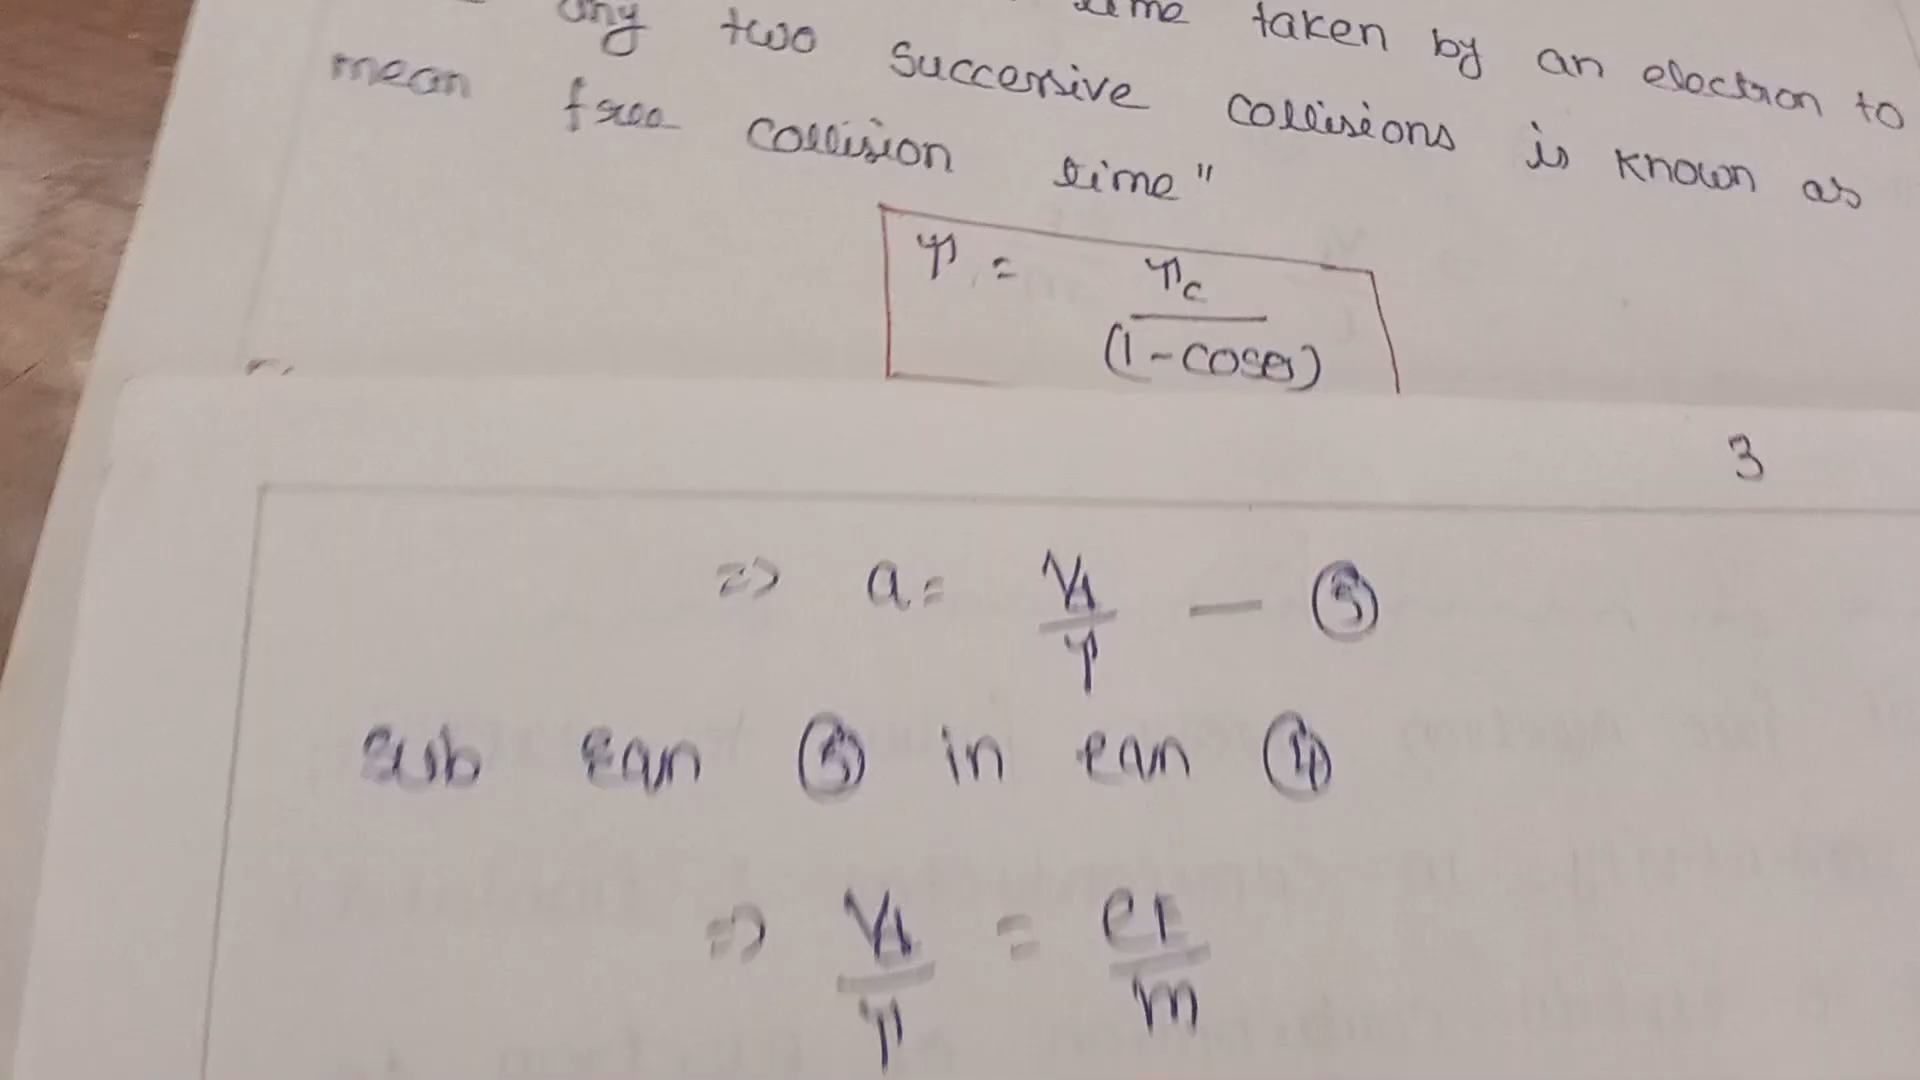 any two time taken by an electron to
mean free successive collisions is known as
collision time"
τ = τc / (1 - cosθ)
3
=> a = Vd / τ — ⑤
sub eqn ⑤ in eqn ④
=> Vd / τ = eE / m